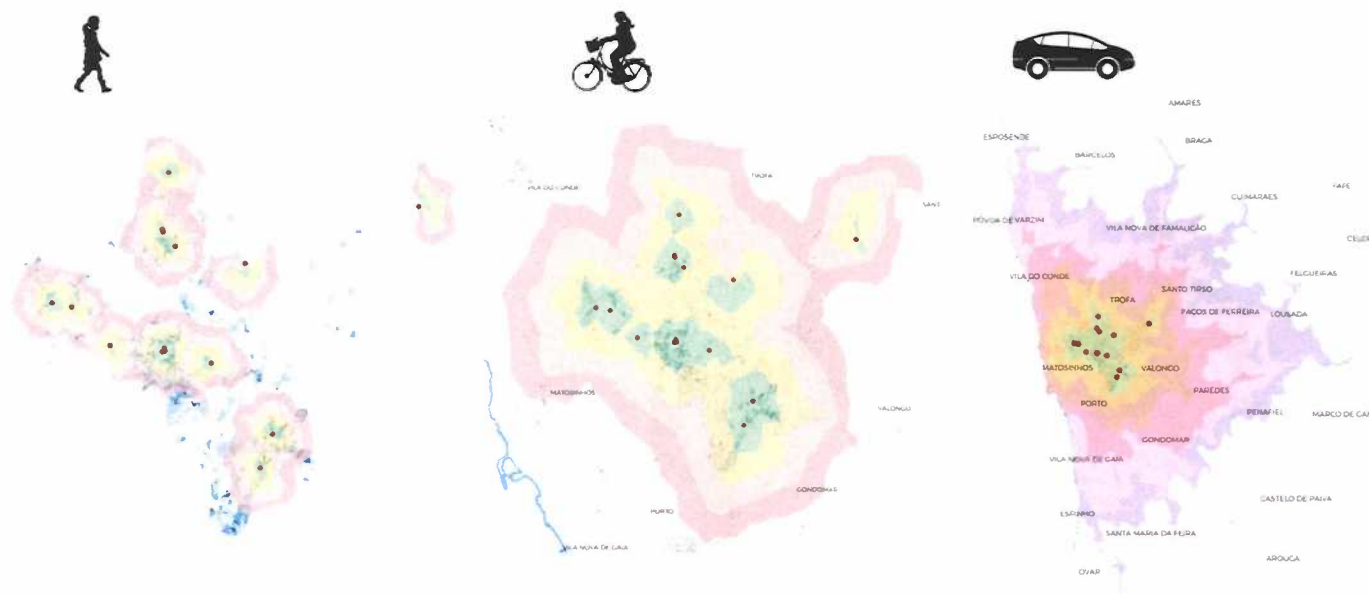 VILA DO CONDE
TROFA
MATOSINHOS
VALONGO
GONDOMAR
PORTO
VILA NOVA DE GAIA
AMARES
ESPOSENDE
BRAGA
BARCELOS
FAFE
GUIMARAES
PÓVOA DE VARZIM
VILA NOVA DE FAMALICÃO
FELGUEIRAS
VILA DO CONDE
SANTO TIRSO
TROFA
PAÇOS DE FERREIRA
LOUSADA
MATOSINHOS
VALONGO
PAREDES
PORTO
PENAFIEL
GONDOMAR
VILA NOVA DE GAIA
CASTELO DE PAIVA
ESPINHO
SANTA MARIA DA FEIRA
AROUCA
OVAR